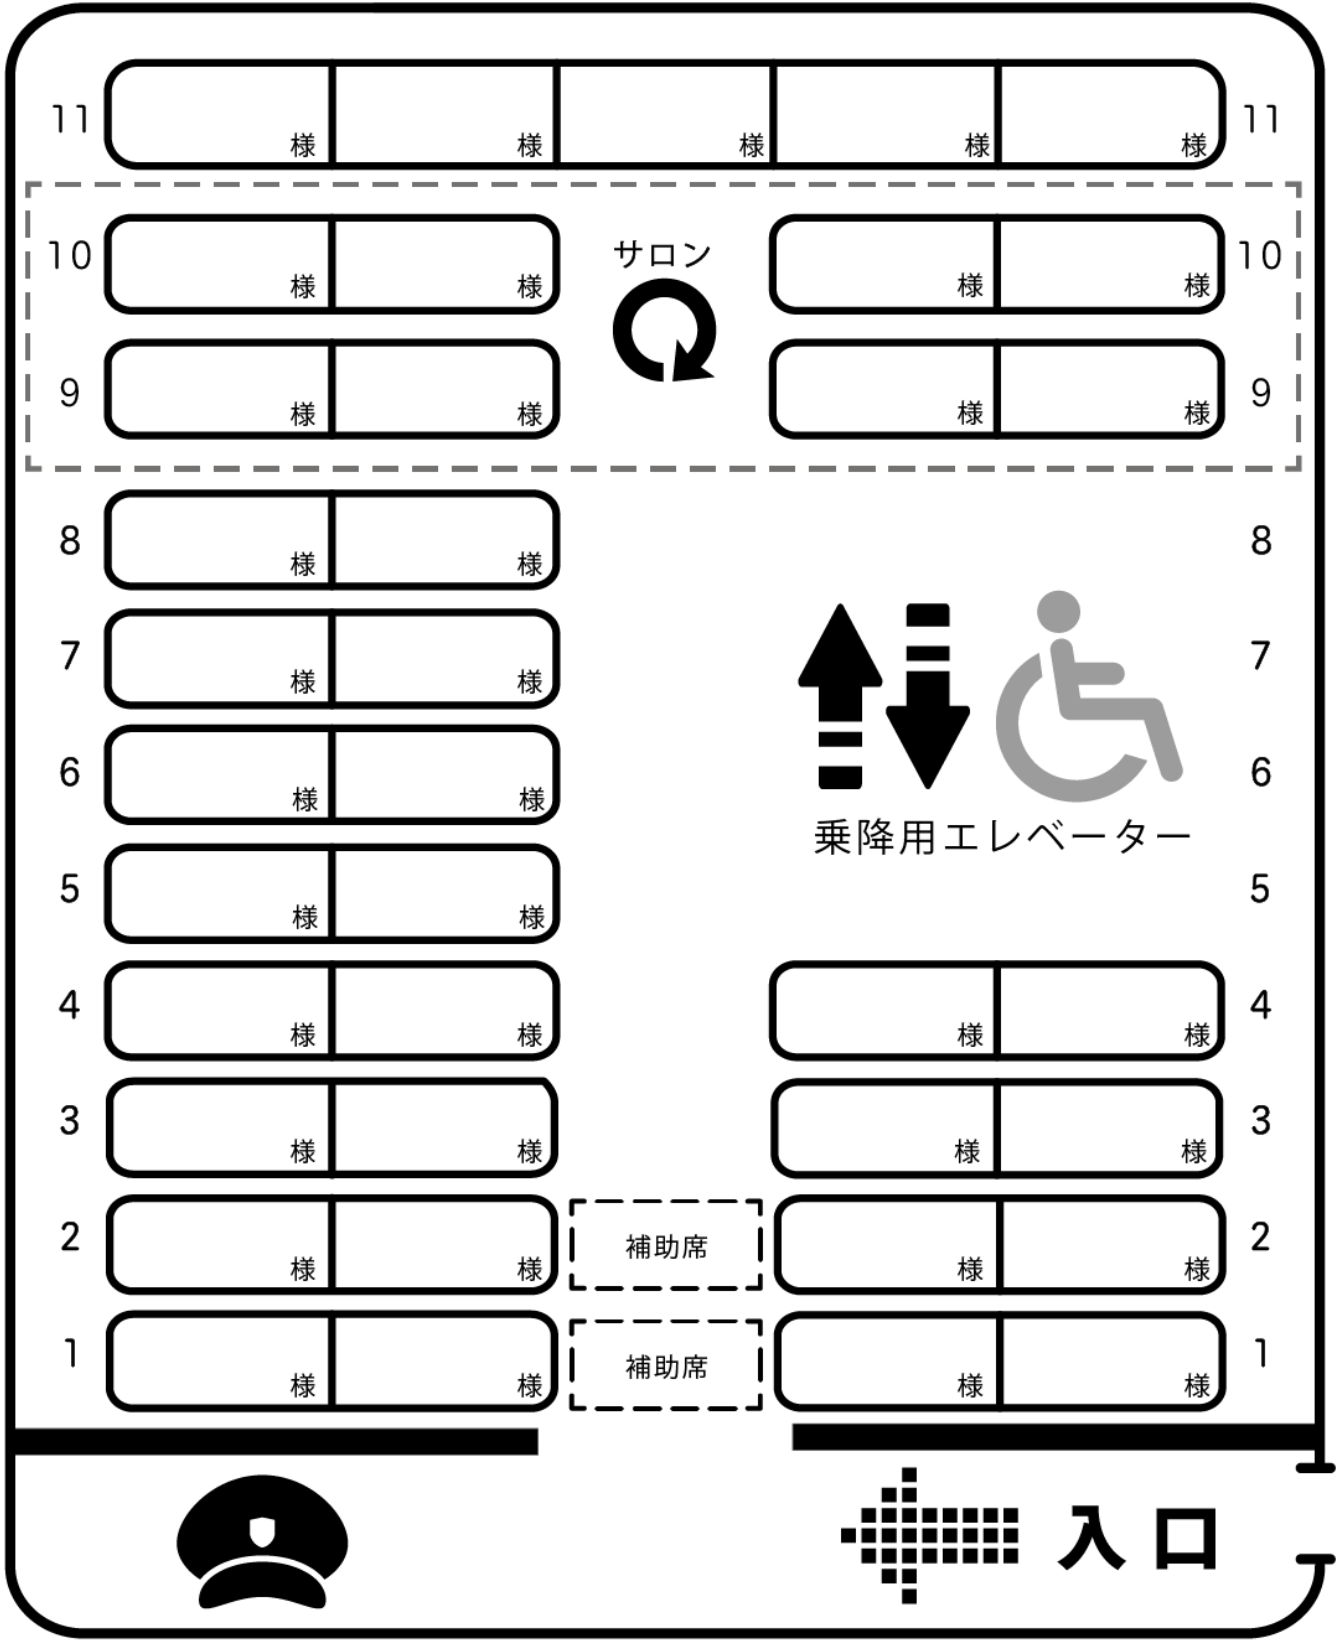 11 様 様 様 様 様 11
10 様 様 サロン 様 様 10
9 様 様 様 様 9
8 様 様 8
7 様 様 7
6 様 様 6
乗降用エレベーター
5 様 様 5
4 様 様 様 様 4
3 様 様 様 様 3
2 様 様 補助席 様 様 2
1 様 様 補助席 様 様 1
入口